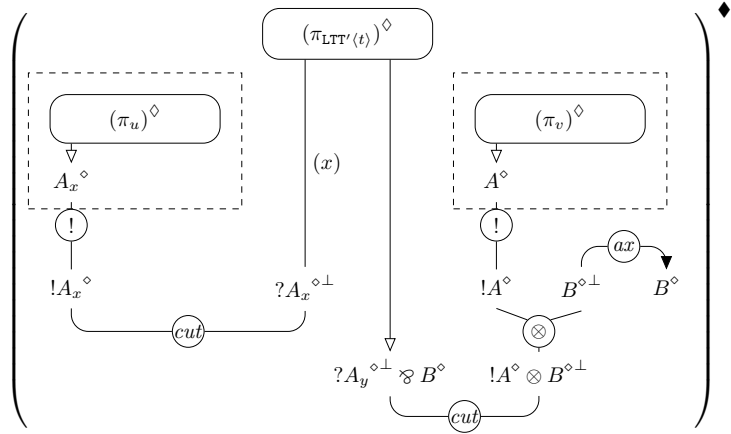 (π_{LTT′⟨t⟩})^◇ ◆
(π_u)^◇ (π_v)^◇
(x)
A_x^⋄ A^⋄
! !
ax
!A_x^⋄ ?A_x^{⋄⊥} !A^⋄ B^{⋄⊥} B^⋄
cut ⊗
?A_y^{⋄⊥} ⅋ B^⋄ !A^⋄ ⊗ B^{⋄⊥}
cut